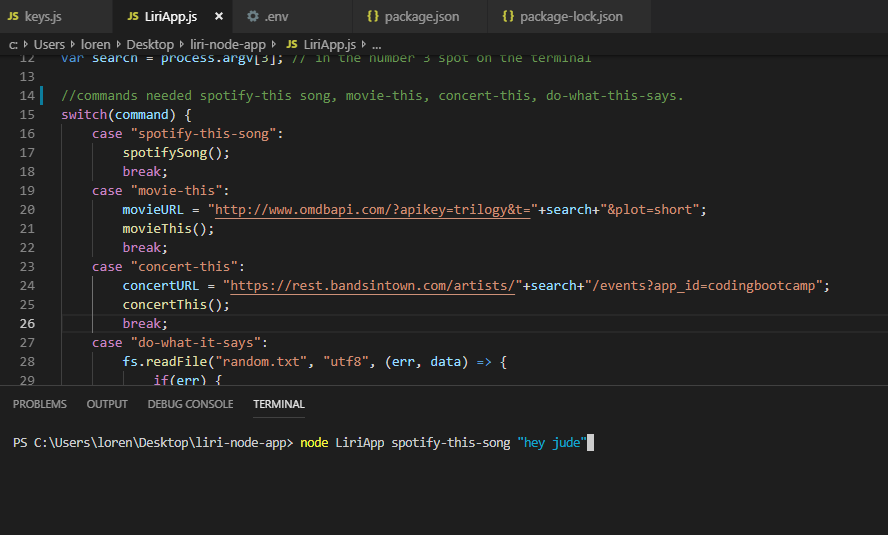 JS keys.js JS LiriApp.js × .env {} package.json {} package-lock.json
C: > Users > loren > Desktop > liri-node-app > JS LiriApp.js > ...
12 var search = process.argv[3]; // in the number 3 spot on the terminal
13
14 //commands needed spotify-this song, movie-this, concert-this, do-what-this-says.
15 switch(command) {
16 case "spotify-this-song":
17 spotifySong();
18 break;
19 case "movie-this":
20 movieURL = "http://www.omdbapi.com/?apikey=trilogy&t="+search+"&plot=short";
21 movieThis();
22 break;
23 case "concert-this":
24 concertURL = "https://rest.bandsintown.com/artists/"+search+"/events?app_id=codingbootcamp";
25 concertThis();
26 break;
27 case "do-what-it-says":
28 fs.readFile("random.txt", "utf8", (err, data) => {
29 if(err) {
PROBLEMS OUTPUT DEBUG CONSOLE TERMINAL
PS C:\Users\loren\Desktop\liri-node-app> node LiriApp spotify-this-song "hey jude"